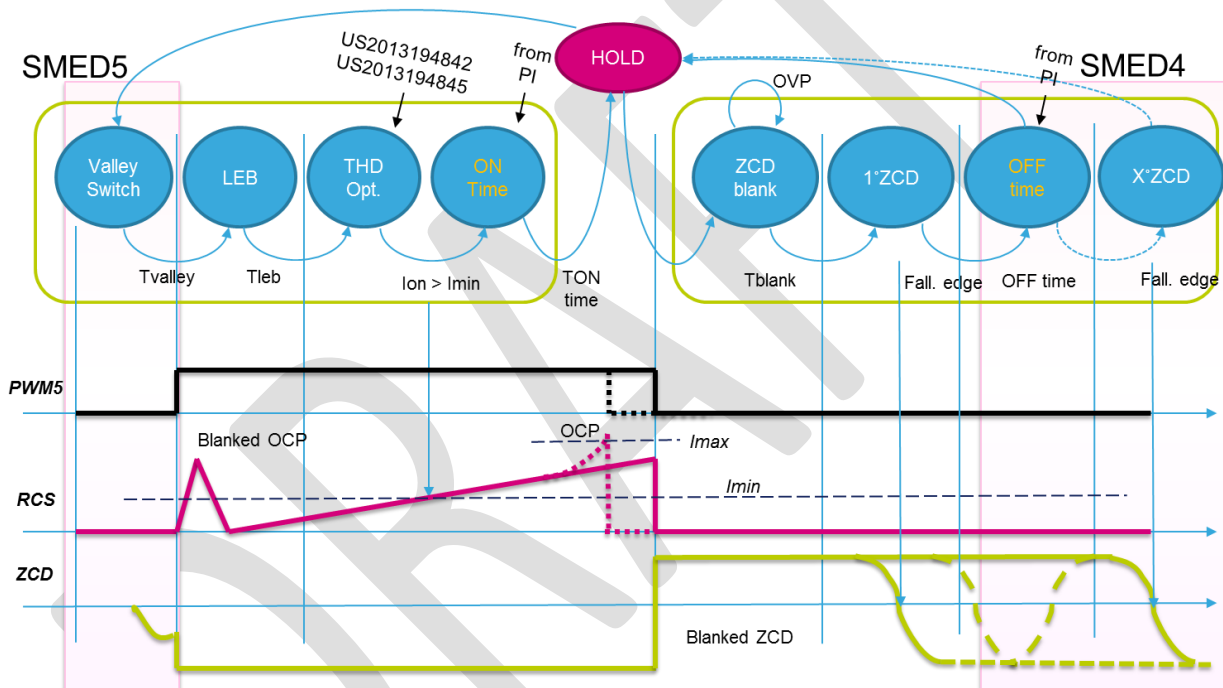 SMED5
US2013194842
US2013194845
from
PI
HOLD
OVP
from
PI
SMED4
Valley
Switch
LEB
THD
Opt.
ON
Time
ZCD
blank
1°ZCD
OFF
time
X°ZCD
Tvalley
Tleb
Ion > Imin
TON
time
Tblank
Fall. edge
OFF time
Fall. edge
PWM5
Blanked OCP
OCP
Imax
RCS
Imin
ZCD
Blanked ZCD
DRAFT